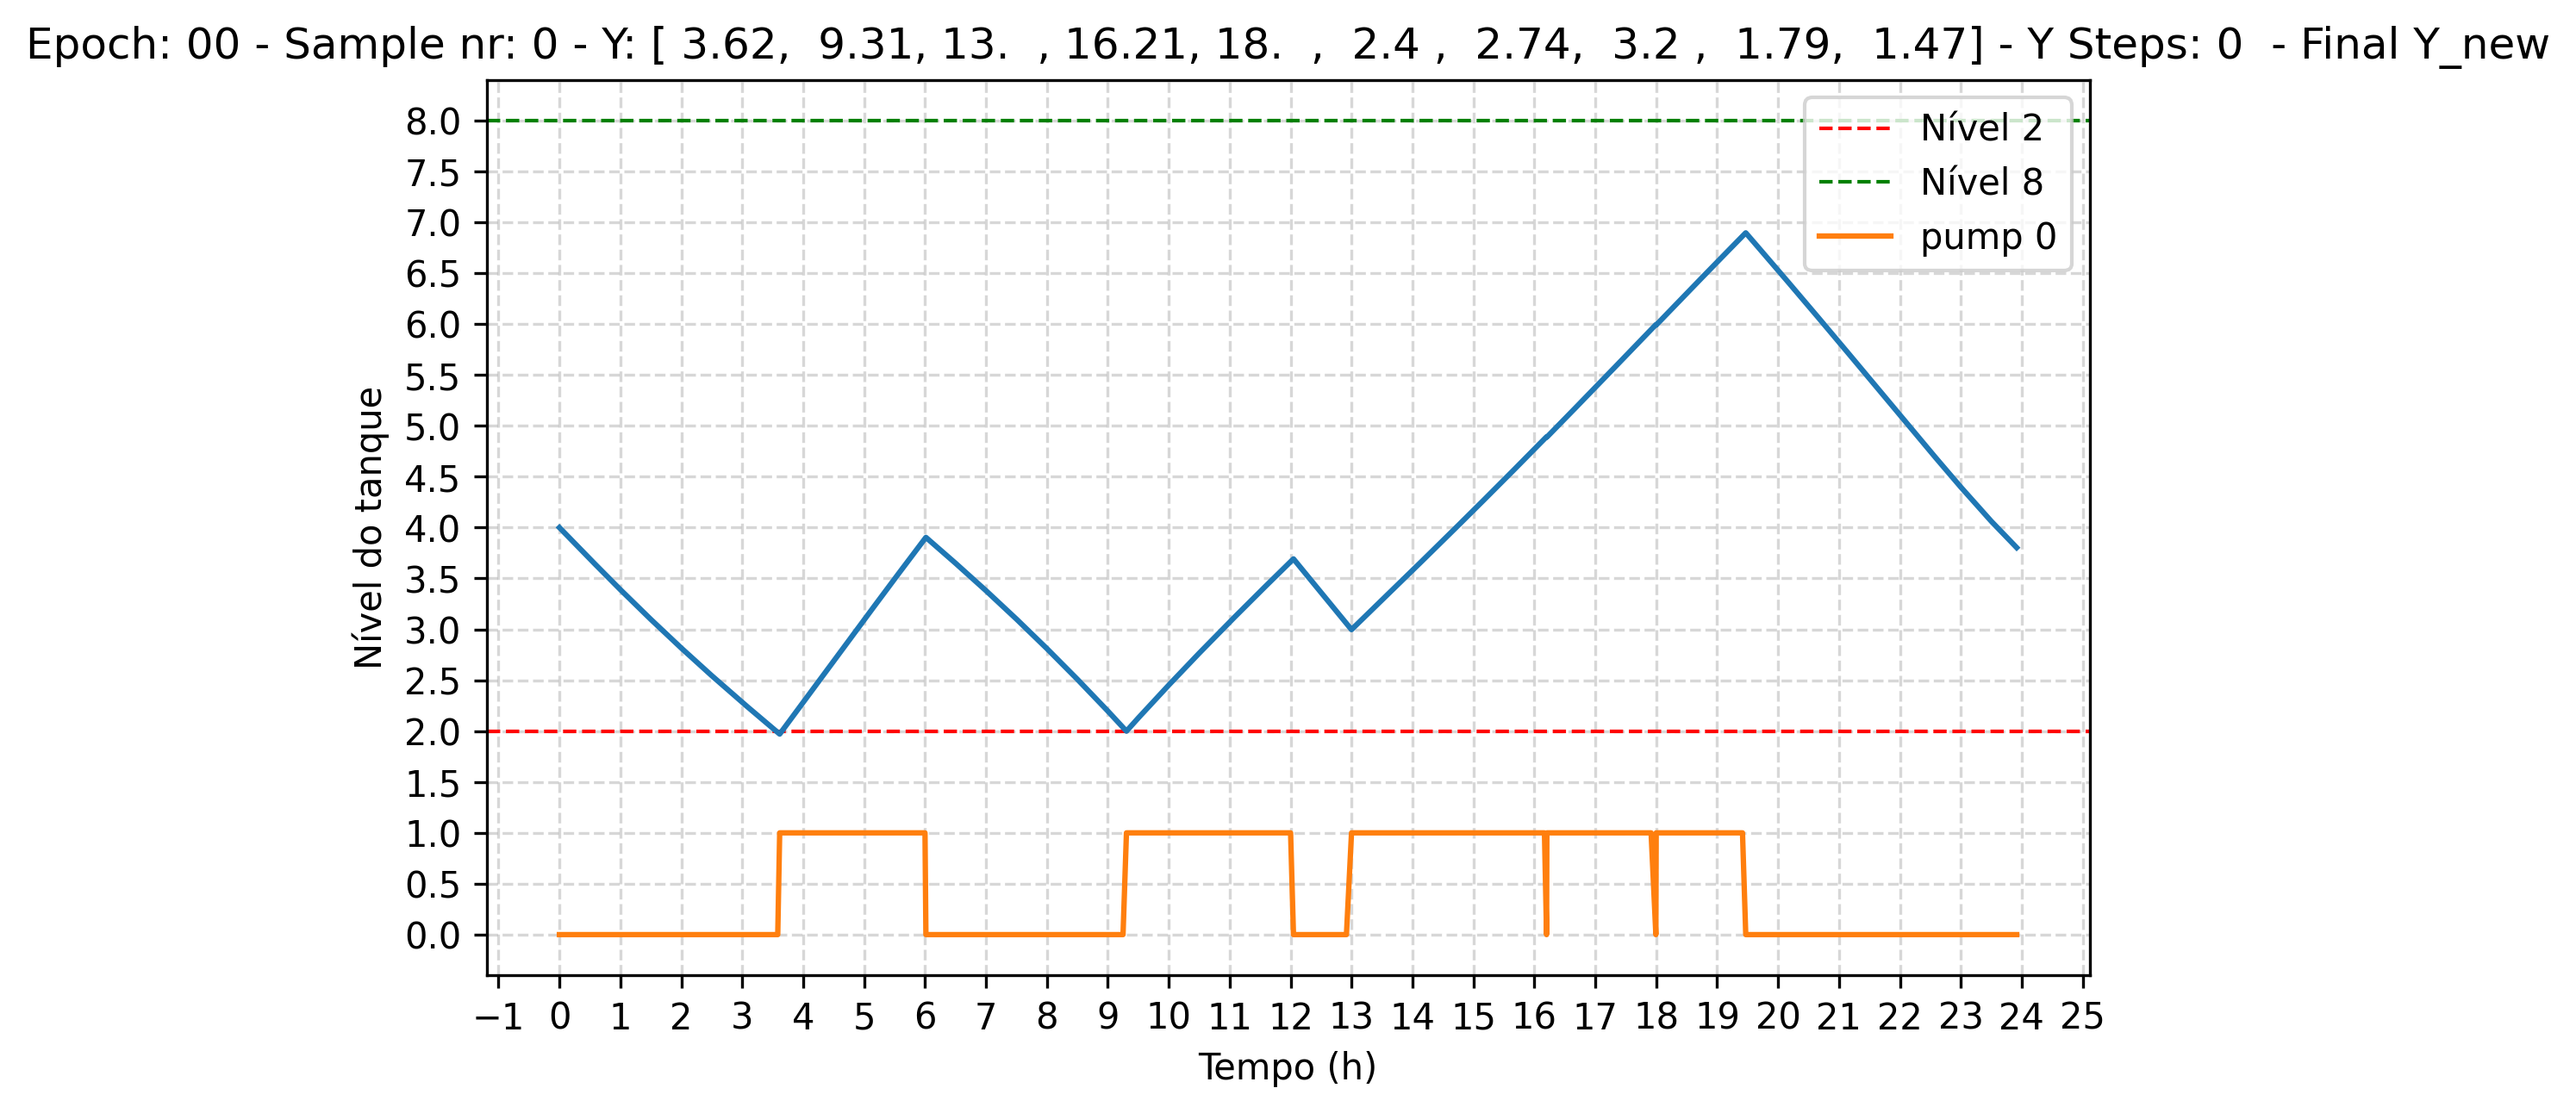 Epoch: 00 - Sample nr: 0 - Y: [ 3.62,  9.31, 13.  , 16.21, 18.  ,  2.4 ,  2.74,  3.2 ,  1.79,  1.47] - Y Steps: 0  - Final Y_new
Nível 2
Nível 8
pump 0
8.0
7.5
7.0
6.5
6.0
5.5
5.0
4.5
4.0
3.5
3.0
2.5
2.0
1.5
1.0
0.5
0.0
Nível do tanque
−1 0 1 2 3 4 5 6 7 8 9 10 11 12 13 14 15 16 17 18 19 20 21 22 23 24 25
Tempo (h)